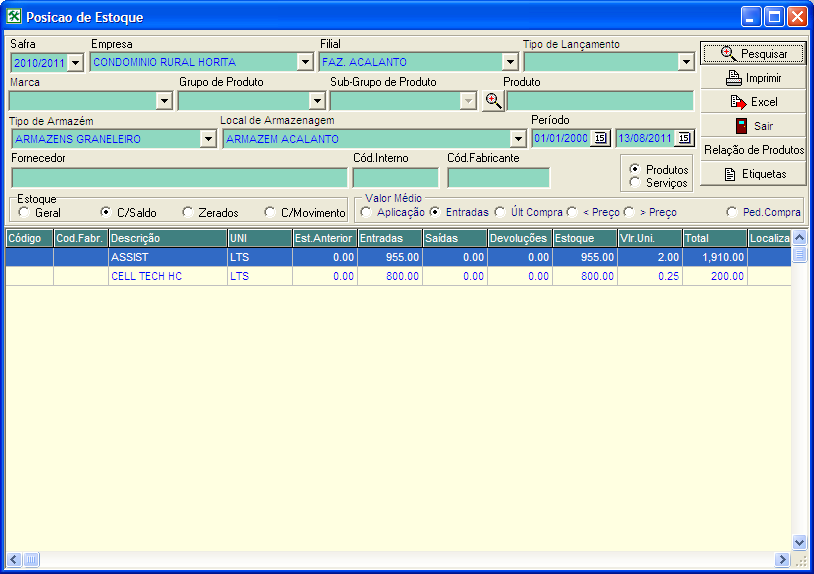 Posicao de Estoque
Safra Empresa Filial Tipo de Lançamento
2010/2011 CONDOMINIO RURAL HORITA FAZ. ACALANTO
Pesquisar
Marca Grupo de Produto Sub-Grupo de Produto Produto
Imprimir
Excel
Tipo de Armazém Local de Armazenagem Período
ARMAZENS GRANELEIRO ARMAZEM ACALANTO 01/01/2000 15 13/08/2011 15
Sair
Relação de Produtos
Fornecedor Cód.Interno Cód.Fabricante
Produtos
Serviços
Etiquetas
Estoque Valor Médio
Geral C/Saldo Zerados C/Movimento Aplicação Entradas Últ Compra < Preço > Preço Ped.Compra
Código Cod.Fabr. Descrição UNI Est.Anterior Entradas Saídas Devoluções Estoque Vlr.Uni. Total Localiza
ASSIST LTS 0.00 955.00 0.00 0.00 955.00 2.00 1,910.00
CELL TECH HC LTS 0.00 800.00 0.00 0.00 800.00 0.25 200.00